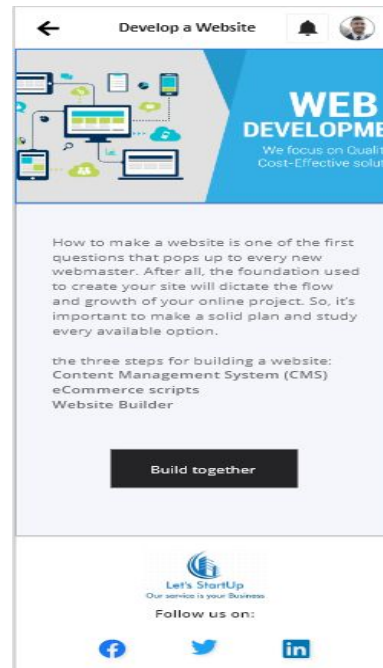 Develop a Website
WEB
DEVELOPME
We focus on Qualit
Cost-Effective solut
How to make a website is one of the first
questions that pops up to every new
webmaster. After all, the foundation used
to create your site will dictate the flow
and growth of your online project. So, it's
important to make a solid plan and study
every available option.
the three steps for building a website:
Content Management System (CMS)
eCommerce scripts
Website Builder
Build together
Let's StartUp
Our service is your Business
Follow us on: